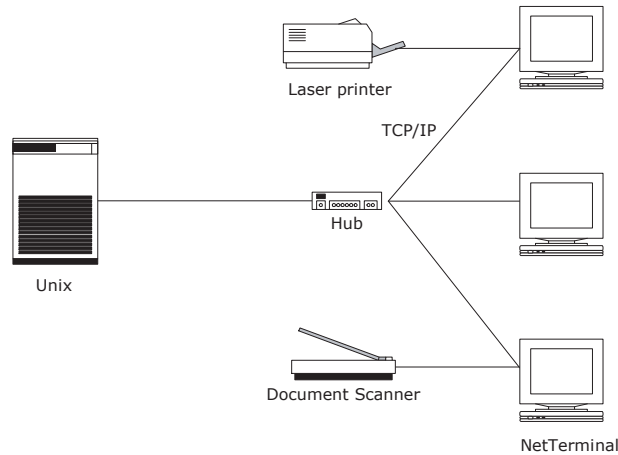 Laser printer
TCP/IP
Hub
Unix
Document Scanner
NetTerminal